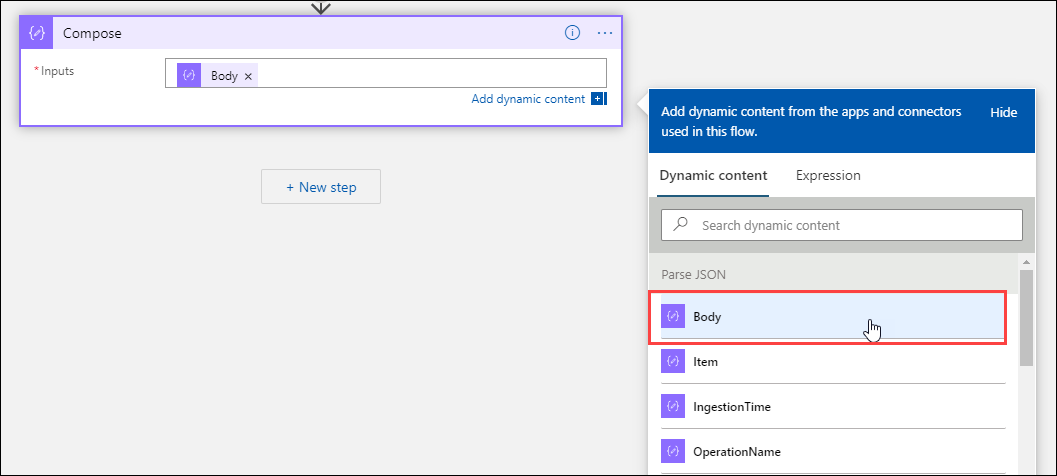 Compose
* Inputs
Body ×
Add dynamic content
Add dynamic content from the apps and connectors
used in this flow.
Hide
Dynamic content
Expression
Search dynamic content
Parse JSON
Body
Item
IngestionTime
OperationName
+ New step